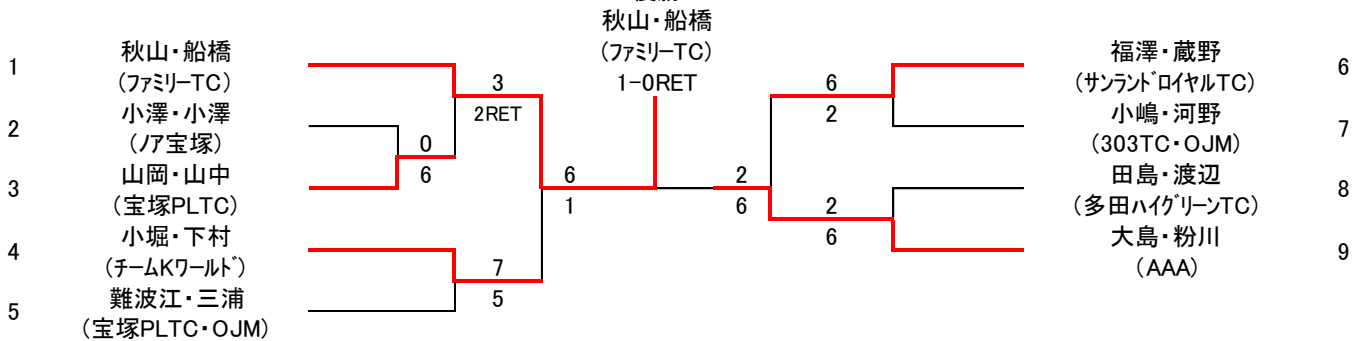 秋山・船橋
(ファミリーTC)
1-0RET
1
秋山・船橋
(ファミリーTC)
2
小澤・小澤
(ノア宝塚)
3
山岡・山中
(宝塚PLTC)
4
小堀・下村
(チームKワールド)
5
難波江・三浦
(宝塚PLTC・OJM)
3
2RET
0
6
6
1
7
5
6
2
2
6
2
6
福澤・蔵野
(サンランドロイヤルTC)
6
小嶋・河野
(303TC・OJM)
7
田島・渡辺
(多田ハイグリーンTC)
8
大島・粉川
(AAA)
9